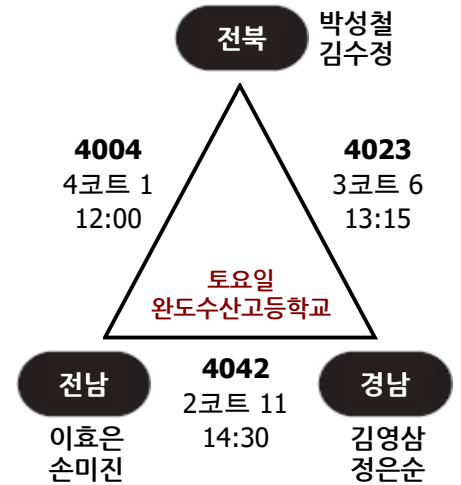 전북
박성철
김수정
4004
4코트 1
12:00
4023
3코트 6
13:15
토요일
완도수산고등학교
전남
이효은
손미진
4042
2코트 11
14:30
경남
김영삼
정은순